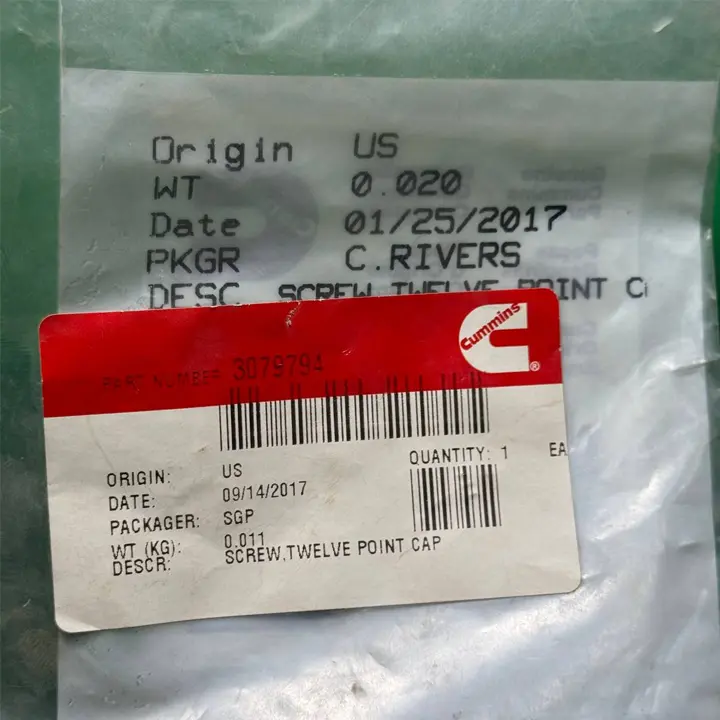 Origin US
WT 0.020
Date 01/25/2017
PKGR C.RIVERS
DESC SCREW,TWELVE POINT C
Cummins
®
PART NUMBER 3079794
QUANTITY: 1 EA
ORIGIN: US
DATE: 09/14/2017
PACKAGER: SGP
WT (KG): 0.011
DESCR: SCREW,TWELVE POINT CAP